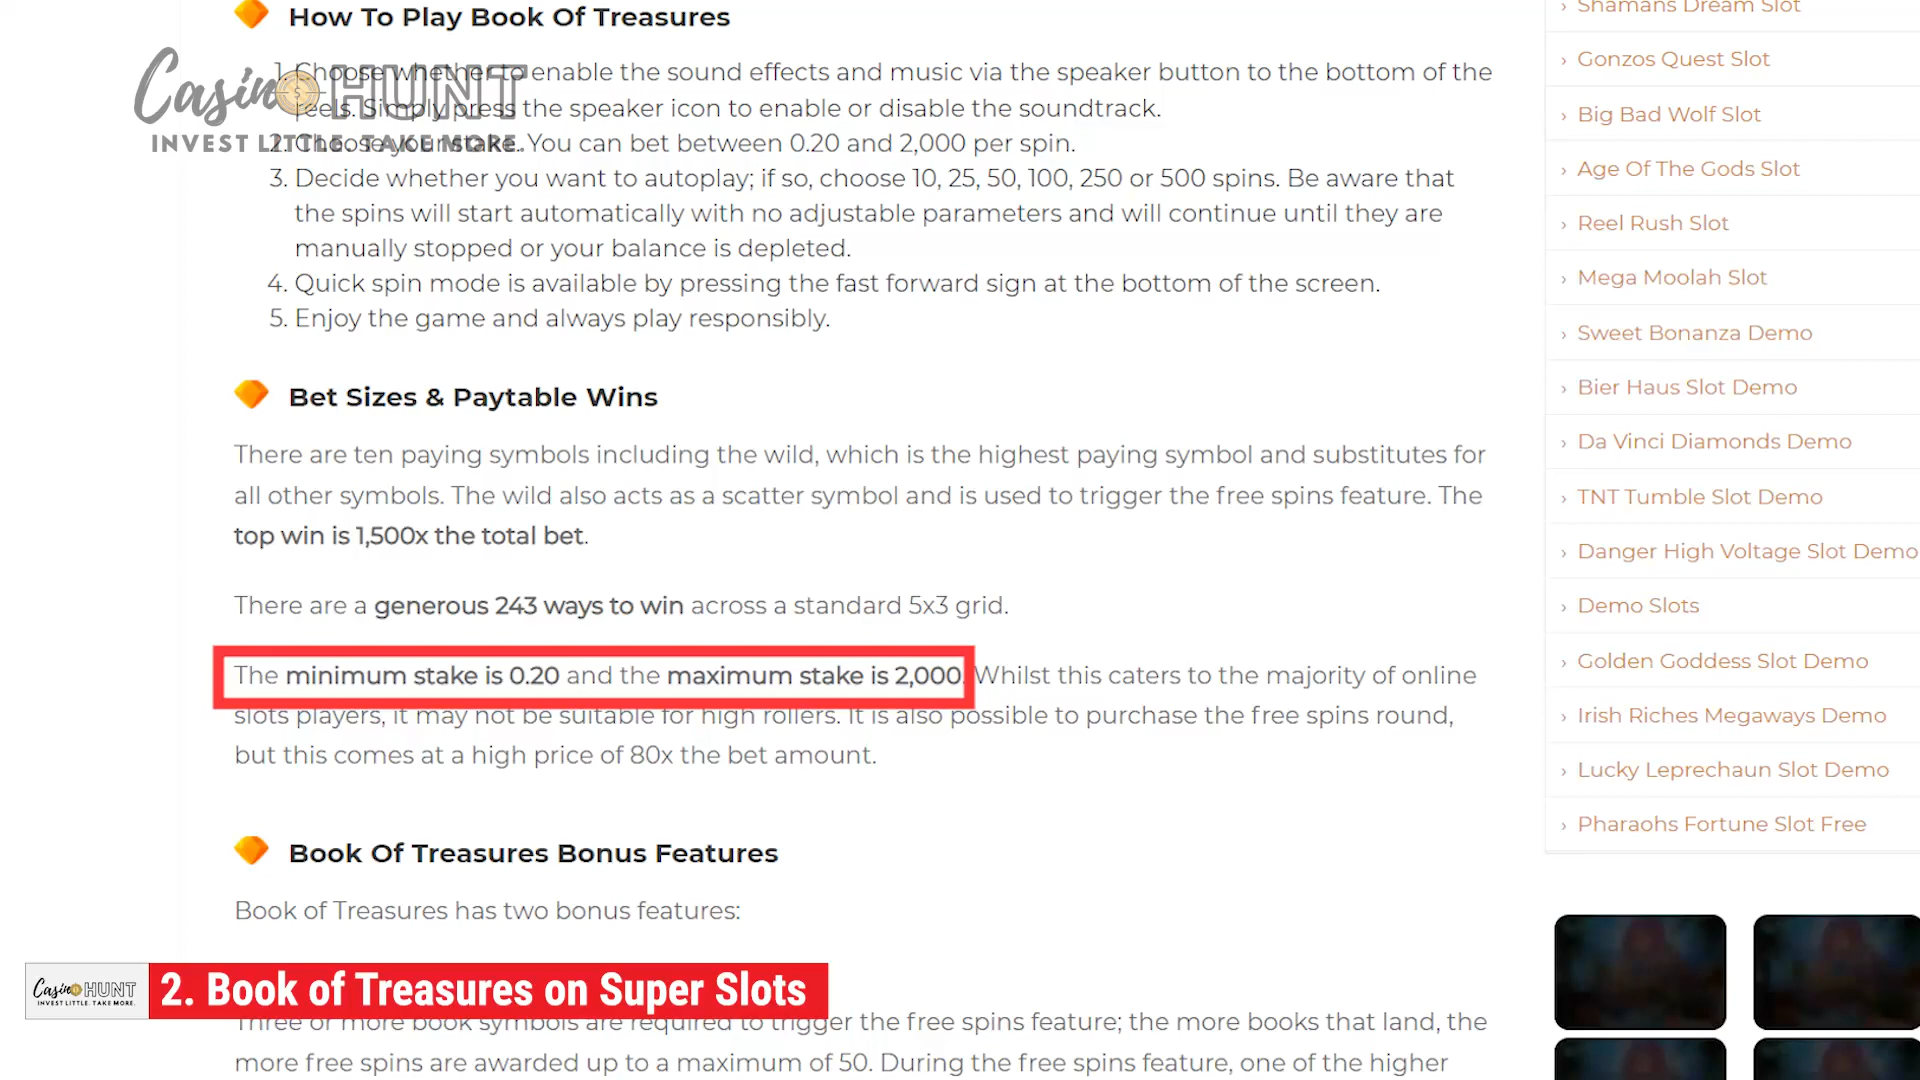 How To Play Book Of Treasures
Casino HUNT
INVEST LITTLE. TAKE MORE.
1. Choose whether to enable the sound effects and music via the speaker button to the bottom of the
reels. Simply press the speaker icon to enable or disable the soundtrack.
2. Choose your stake. You can bet between 0.20 and 2,000 per spin.
3. Decide whether you want to autoplay; if so, choose 10, 25, 50, 100, 250 or 500 spins. Be aware that
the spins will start automatically with no adjustable parameters and will continue until they are
manually stopped or your balance is depleted.
4. Quick spin mode is available by pressing the fast forward sign at the bottom of the screen.
5. Enjoy the game and always play responsibly.
Bet Sizes & Paytable Wins
There are ten paying symbols including the wild, which is the highest paying symbol and substitutes for
all other symbols. The wild also acts as a scatter symbol and is used to trigger the free spins feature. The
top win is 1,500x the total bet.
There are a generous 243 ways to win across a standard 5x3 grid.
The minimum stake is 0.20 and the maximum stake is 2,000. Whilst this caters to the majority of online
slots players, it may not be suitable for high rollers. It is also possible to purchase the free spins round,
but this comes at a high price of 80x the bet amount.
Book Of Treasures Bonus Features
Book of Treasures has two bonus features:
Casino HUNT
INVEST LITTLE. TAKE MORE.
2. Book of Treasures on Super Slots
Three or more book symbols are required to trigger the free spins feature; the more books that land, the
more free spins are awarded up to a maximum of 50. During the free spins feature, one of the higher
› Shamans Dream Slot
› Gonzos Quest Slot
› Big Bad Wolf Slot
› Age Of The Gods Slot
› Reel Rush Slot
› Mega Moolah Slot
› Sweet Bonanza Demo
› Bier Haus Slot Demo
› Da Vinci Diamonds Demo
› TNT Tumble Slot Demo
› Danger High Voltage Slot Demo
› Demo Slots
› Golden Goddess Slot Demo
› Irish Riches Megaways Demo
› Lucky Leprechaun Slot Demo
› Pharaohs Fortune Slot Free